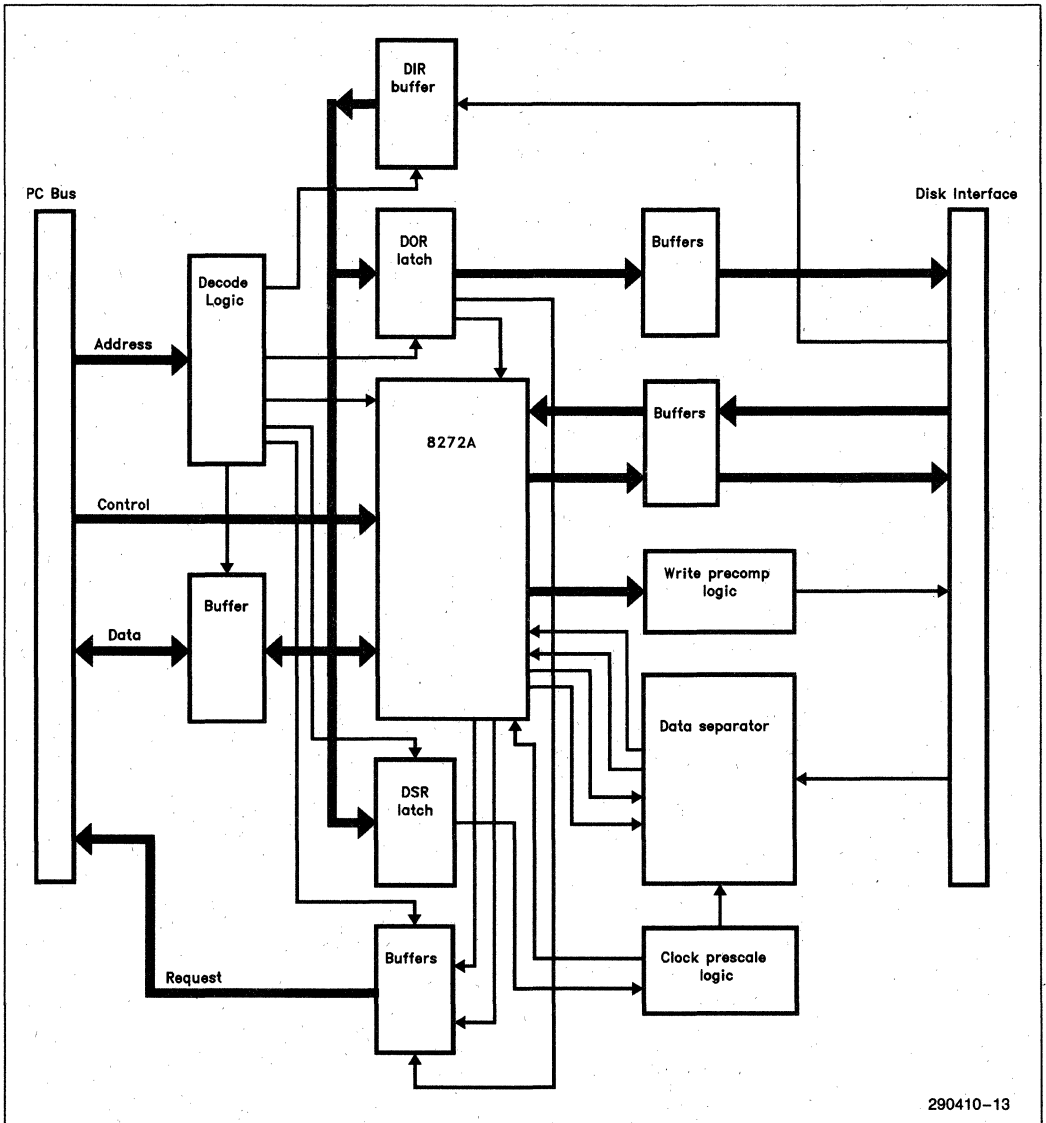 DIR
buffer
PC Bus
Disk Interface
DOR
latch
Buffers
Decode
Logic
Address
Buffers
8272A
Control
Write precomp
logic
Buffer
Data
Data separator
DSR
latch
Buffers
Clock prescale
logic
Request
290410-13